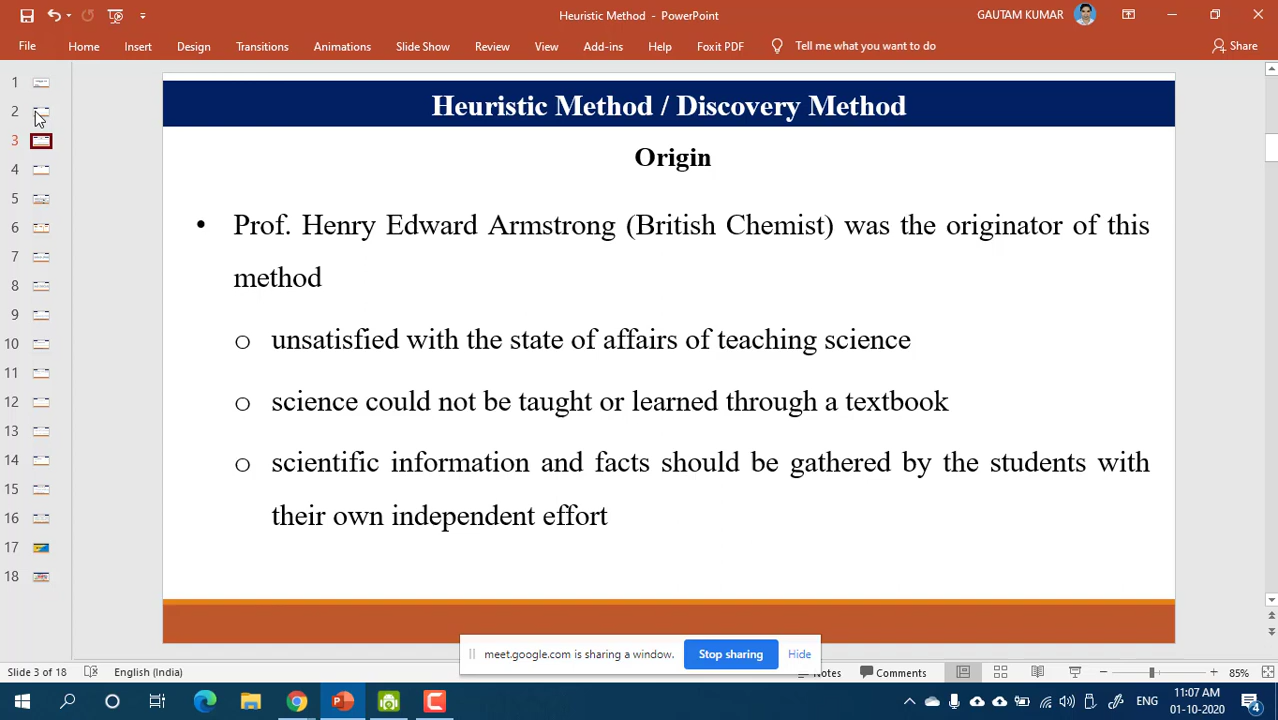 Heuristic Method - PowerPoint
GAUTAM KUMAR
File Home Insert Design Transitions Animations Slide Show Review View Add-ins Help Foxit PDF Tell me what you want to do Share
1
2
3
4
5
6
7
8
9
10
11
12
13
14
15
16
17
18
Heuristic Method / Discovery Method
Origin
• Prof. Henry Edward Armstrong (British Chemist) was the originator of this
method
o unsatisfied with the state of affairs of teaching science
o science could not be taught or learned through a textbook
o scientific information and facts should be gathered by the students with
their own independent effort
meet.google.com is sharing a window. Stop sharing Hide
Slide 3 of 18 English (India) Notes Comments 85%
ENG
11:07 AM
01-10-2020
4